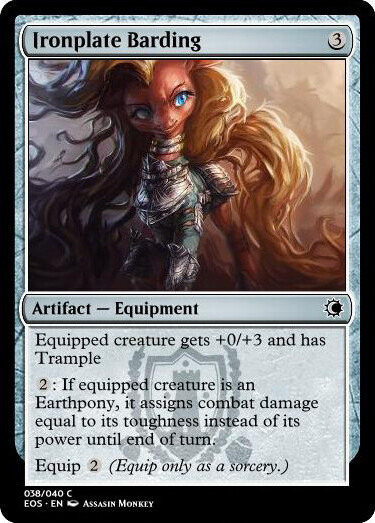 Ironplate Barding 3
Artifact — Equipment
Equipped creature gets +0/+3 and has
Trample
2: If equipped creature is an
Earthpony, it assigns combat damage
equal to its toughness instead of its
power until end of turn.
Equip 2 (Equip only as a sorcery.)
038/040 C
EOS • EN Assasin Monkey